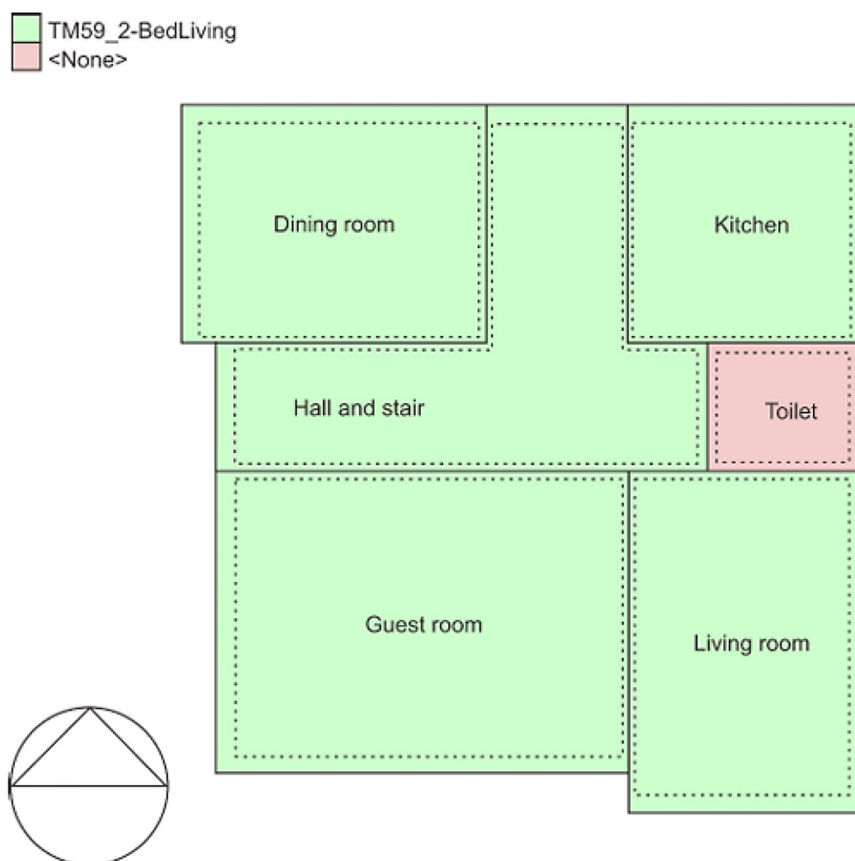 TM59_2-BedLiving
<None>
Dining room
Kitchen
Hall and stair
Toilet
Guest room
Living room